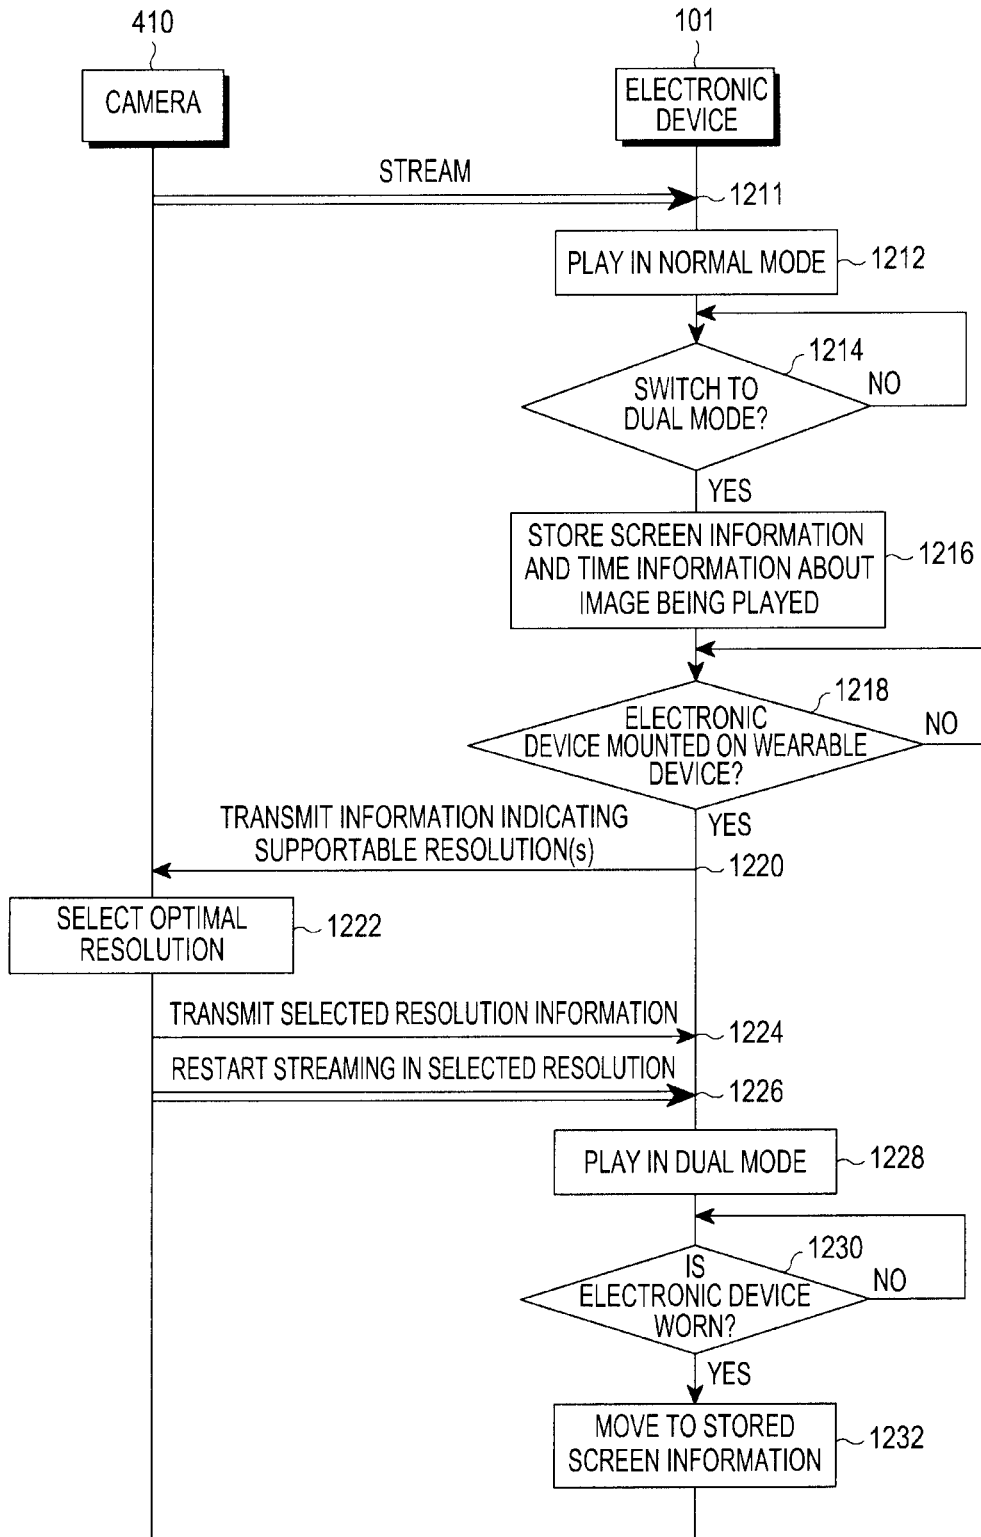 410
101
CAMERA
ELECTRONIC
DEVICE
STREAM
1211
PLAY IN NORMAL MODE
1212
1214
SWITCH TO
DUAL MODE?
NO
YES
STORE SCREEN INFORMATION
AND TIME INFORMATION ABOUT
IMAGE BEING PLAYED
1216
1218
ELECTRONIC
DEVICE MOUNTED ON WEARABLE
DEVICE?
NO
YES
TRANSMIT INFORMATION INDICATING
SUPPORTABLE RESOLUTION(s)
1220
SELECT OPTIMAL
RESOLUTION
1222
TRANSMIT SELECTED RESOLUTION INFORMATION
1224
RESTART STREAMING IN SELECTED RESOLUTION
1226
PLAY IN DUAL MODE
1228
1230
IS
ELECTRONIC DEVICE
WORN?
NO
YES
MOVE TO STORED
SCREEN INFORMATION
1232